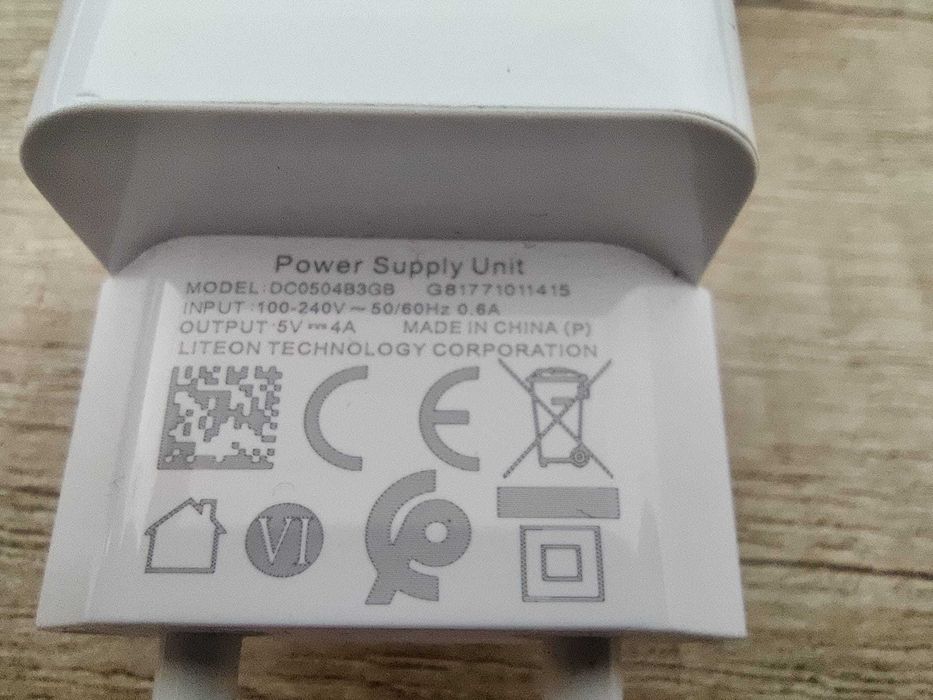 Power Supply Unit
MODEL: DC0504B3GB G81771011415
INPUT: 100-240V ~ 50/60Hz 0.6A
OUTPUT: 5V ⎓ 4A MADE IN CHINA (P)
LITEON TECHNOLOGY CORPORATION
CE
VI